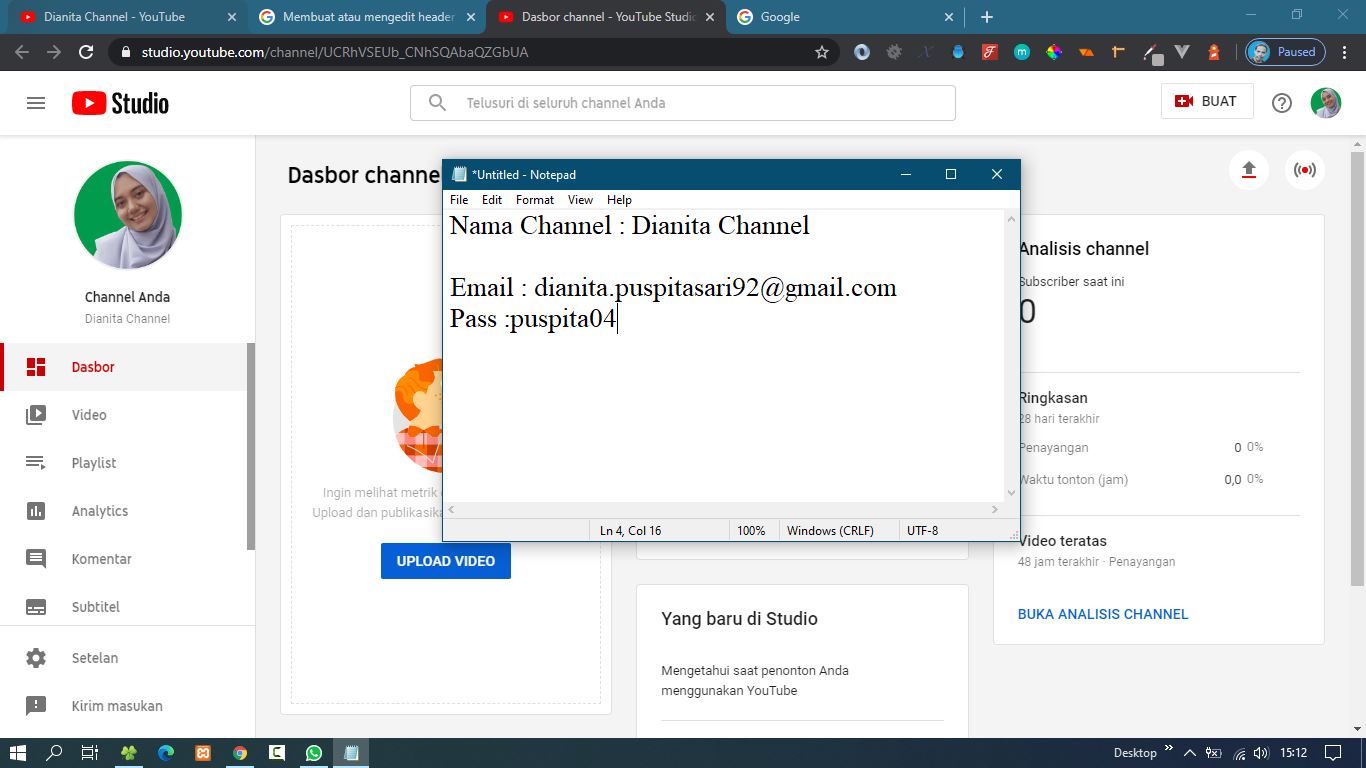 Dianita Channel - YouTube
Membuat atau mengedit header
Dasbor channel - YouTube Studio
Google
studio.youtube.com/channel/UCRhVSEUb_CNhSQAbaQZGbUA
Paused
Studio
Telusuri di seluruh channel Anda
BUAT
Channel Anda
Dianita Channel
Dasbor
Video
Playlist
Analytics
Komentar
Subtitel
Setelan
Kirim masukan
Dasbor channe
*Untitled - Notepad
File Edit Format View Help
Nama Channel : Dianita Channel
Email : dianita.puspitasari92@gmail.com
Pass :puspita04
Ln 4, Col 16
100%
Windows (CRLF)
UTF-8
Ingin melihat metrik
Upload dan publikasika
UPLOAD VIDEO
Yang baru di Studio
Mengetahui saat penonton Anda
menggunakan YouTube
Analisis channel
Subscriber saat ini
0
Ringkasan
28 hari terakhir
Penayangan 0 0%
Waktu tonton (jam) 0,0 0%
Video teratas
48 jam terakhir · Penayangan
BUKA ANALISIS CHANNEL
Desktop
15:12